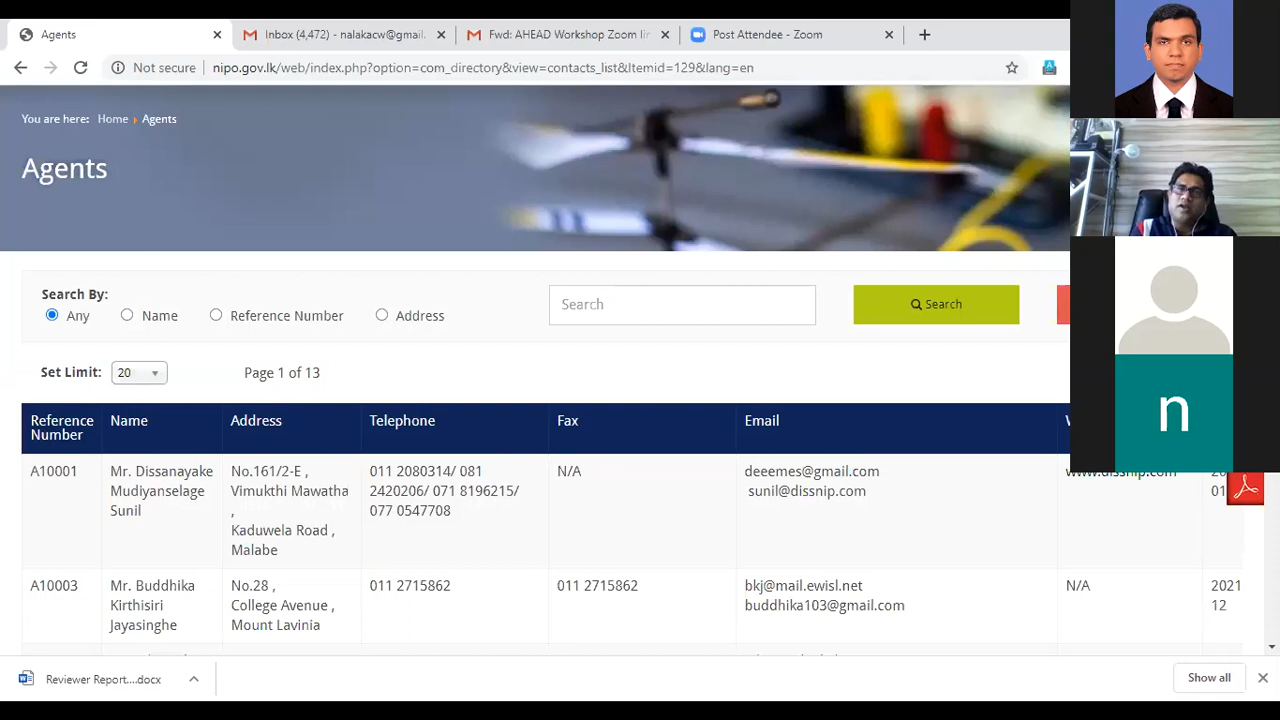 Agents
Inbox (4,472) - nalakacw@gmail.
Fwd: AHEAD Workshop Zoom lin
Post Attendee - Zoom
Not secure
nipo.gov.lk/web/index.php?option=com_directory&view=contacts_list&Itemid=129&lang=en
You are here: Home Agents
Agents
Search By:
Any Name Reference Number Address
Search
Search
Set Limit: 20
Page 1 of 13
Reference Number
Name
Address
Telephone
Fax
Email
A10001
Mr. Dissanayake
Mudiyanselage
Sunil
No.161/2-E ,
Vimukthi Mawatha
,
Kaduwela Road ,
Malabe
011 2080314/ 081
2420206/ 071 8196215/
077 0547708
N/A
deeemes@gmail.com
sunil@dissnip.com
www.dissnip.com
01
A10003
Mr. Buddhika
Kirthisiri
Jayasinghe
No.28 ,
College Avenue ,
Mount Lavinia
011 2715862
011 2715862
bkj@mail.ewisl.net
buddhika103@gmail.com
N/A
2021
12
n
Reviewer Report....docx
Show all